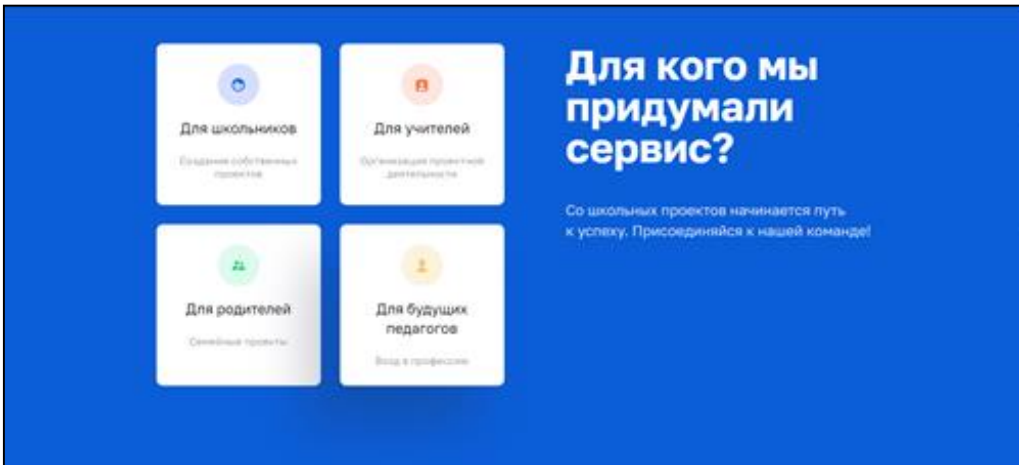 Для школьников
Создание собственных
проектов
Для учителей
Организация проектной
деятельности
Для родителей
Семейные проекты
Для будущих
педагогов
Вход в профессию
Для кого мы
придумали
сервис?
Со школьных проектов начинается путь
к успеху. Присоединяйся к нашей команде!